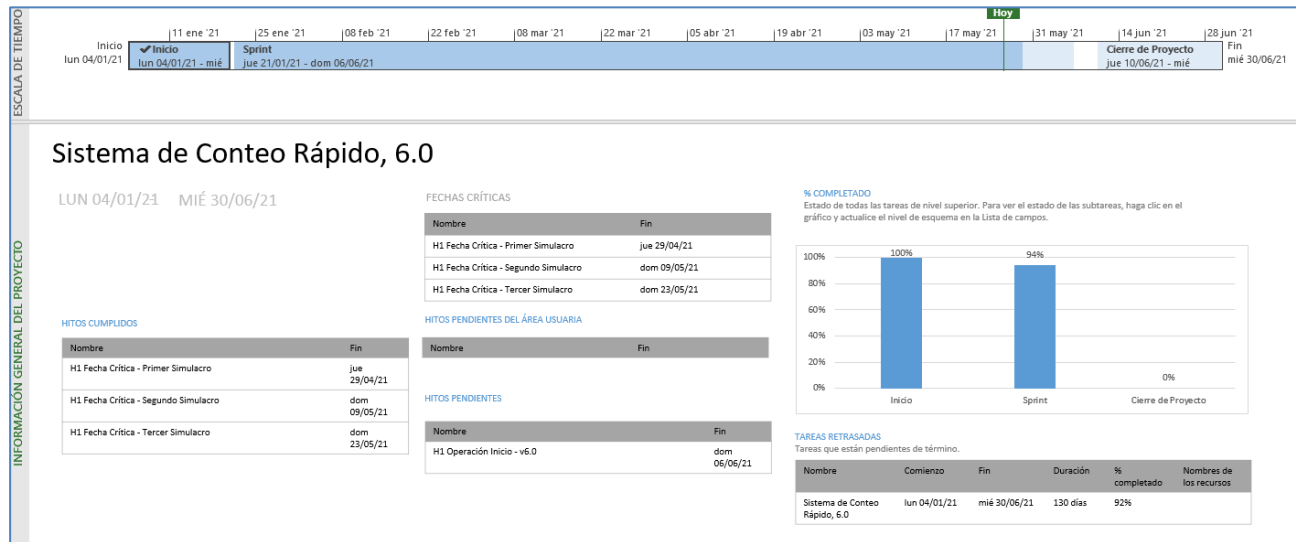 ESCALA DE TIEMPO
Hoy
11 ene '21
25 ene '21
08 feb '21
22 feb '21
08 mar '21
22 mar '21
05 abr '21
19 abr '21
03 may '21
17 may '21
31 may '21
14 jun '21
28 jun '21
Inicio
lun 04/01/21
✔Inicio
lun 04/01/21 - mié
Sprint
jue 21/01/21 - dom 06/06/21
Cierre de Proyecto
jue 10/06/21 - mié
Fin
mié 30/06/21
INFORMACIÓN GENERAL DEL PROYECTO
Sistema de Conteo Rápido, 6.0
LUN 04/01/21 - MIÉ 30/06/21
FECHAS CRÍTICAS
Nombre Fin
H1 Fecha Crítica - Primer Simulacro jue 29/04/21
H1 Fecha Crítica - Segundo Simulacro dom 09/05/21
H1 Fecha Crítica - Tercer Simulacro dom 23/05/21
HITOS CUMPLIDOS
Nombre Fin
H1 Fecha Crítica - Primer Simulacro jue
29/04/21
H1 Fecha Crítica - Segundo Simulacro dom
09/05/21
H1 Fecha Crítica - Tercer Simulacro dom
23/05/21
HITOS PENDIENTES DEL ÁREA USUARIA
Nombre Fin
HITOS PENDIENTES
Nombre Fin
H1 Operación Inicio - v6.0 dom
06/06/21
% COMPLETADO
Estado de todas las tareas de nivel superior. Para ver el estado de las subtareas, haga clic en el
gráfico y actualice el nivel de esquema en la Lista de campos.
100%
80%
60%
40%
20%
0%
100%
94%
0%
Inicio
Sprint
Cierre de Proyecto
TAREAS RETRASADAS
Tareas que están pendientes de término.
Nombre Comienzo Fin Duración % Nombres de
completado los recursos
Sistema de Conteo lun 04/01/21 mié 30/06/21 130 días 92%
Rápido, 6.0